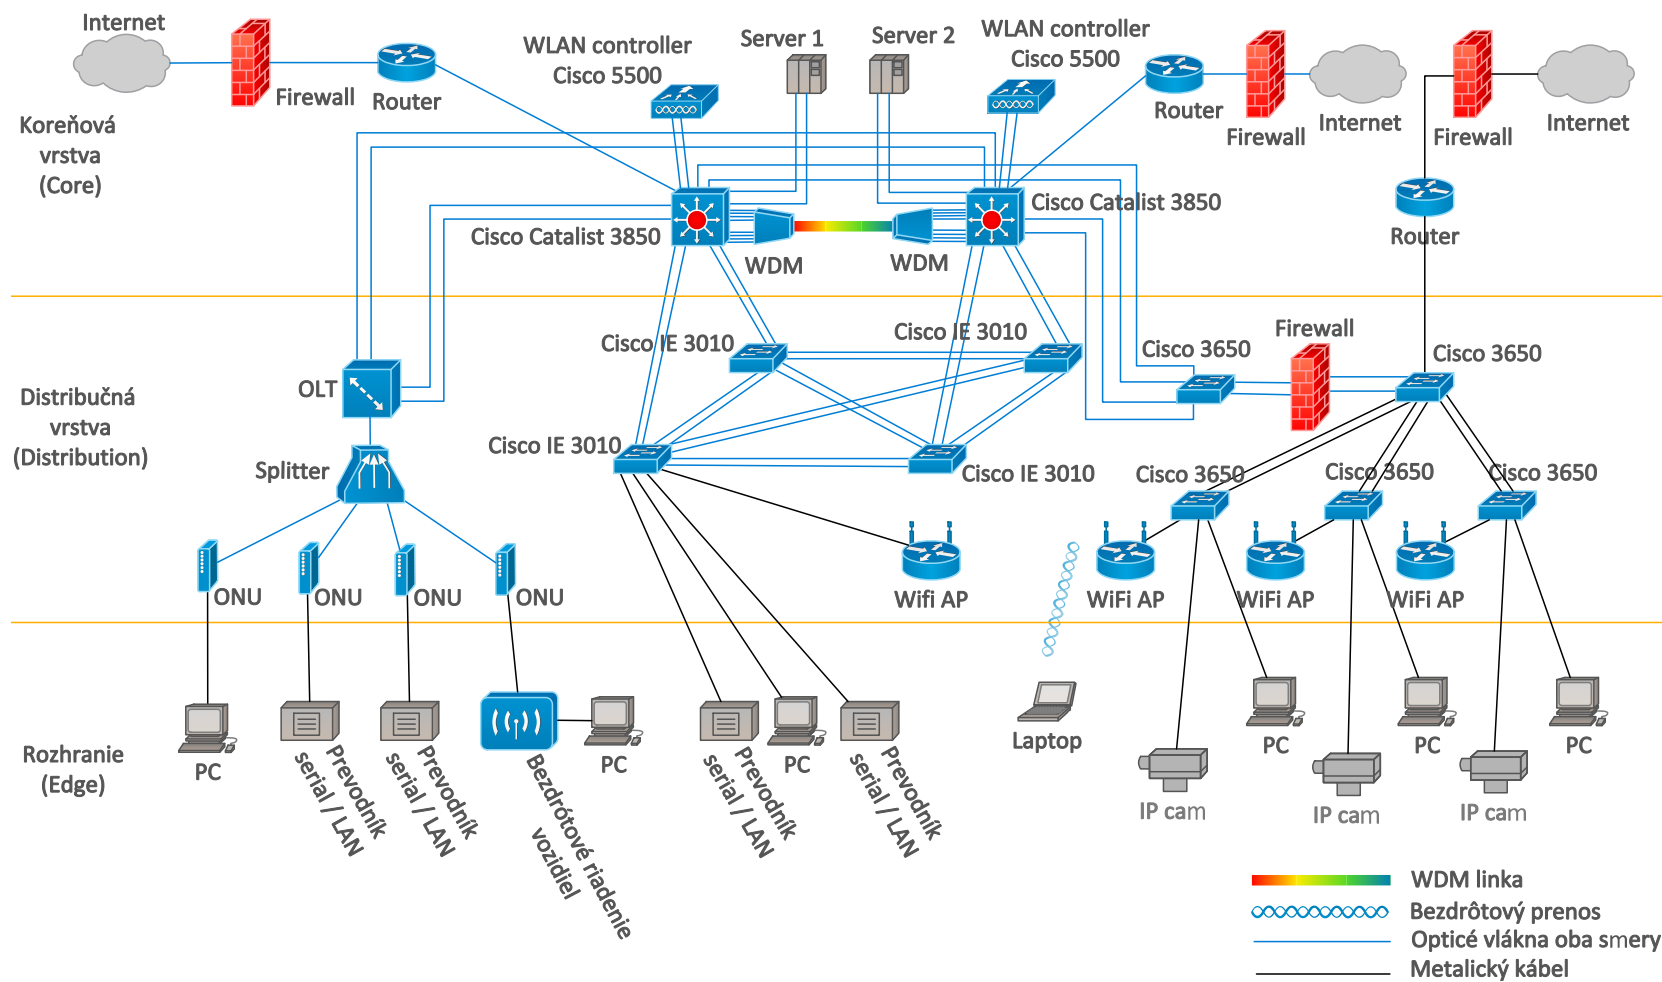 Internet
Firewall
Router
WLAN controller
Cisco 5500
Server 1
Server 2
WLAN controller
Cisco 5500
Router
Firewall
Internet
Firewall
Internet
Router
Koreňová
vrstva
(Core)
Cisco Catalist 3850
WDM
WDM
Cisco Catalist 3850
Distribučná
vrstva
(Distribution)
OLT
Splitter
Cisco IE 3010
Cisco IE 3010
Cisco IE 3010
Cisco IE 3010
Cisco 3650
Firewall
Cisco 3650
Cisco 3650
Cisco 3650
Cisco 3650
ONU
ONU
ONU
ONU
Wifi AP
WiFi AP
WiFi AP
WiFi AP
Rozhranie
(Edge)
PC
Prevodník
serial / LAN
Prevodník
serial / LAN
Bezdrótové riadenie
vozidiel
PC
Prevodník
serial / LAN
PC
Prevodník
serial / LAN
Laptop
IP cam
PC
IP cam
PC
IP cam
PC
WDM linka
Bezdrôtový prenos
Opticé vlákna oba smery
Metalický kábel